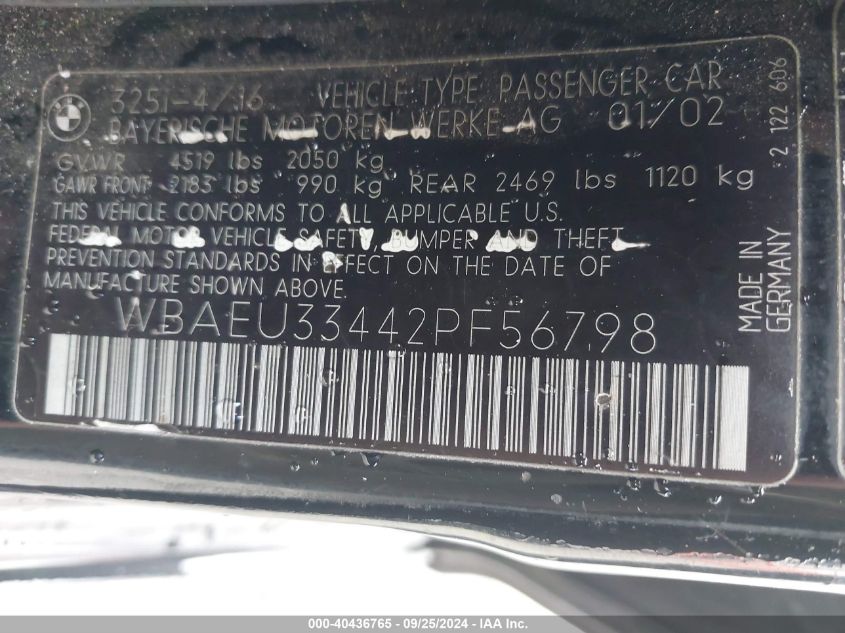 BMW
325i-4/16 VEHICLE TYPE PASSENGER CAR
BAYERISCHE MOTOREN WERKE AG 01/02
GVWR 4519 lbs 2050 kg
GAWR FRONT 2183 lbs 990 kg REAR 2469 lbs 1120 kg
THIS VEHICLE CONFORMS TO ALL APPLICABLE U.S.
FEDERAL MOTOR VEHICLE SAFETY, BUMPER AND THEFT
PREVENTION STANDARDS IN EFFECT ON THE DATE OF
MANUFACTURE SHOWN ABOVE.
WBAEU33442PF56798
MADE IN
GERMANY
2 122 606
000-40436765 - 09/25/2024 - IAA Inc.